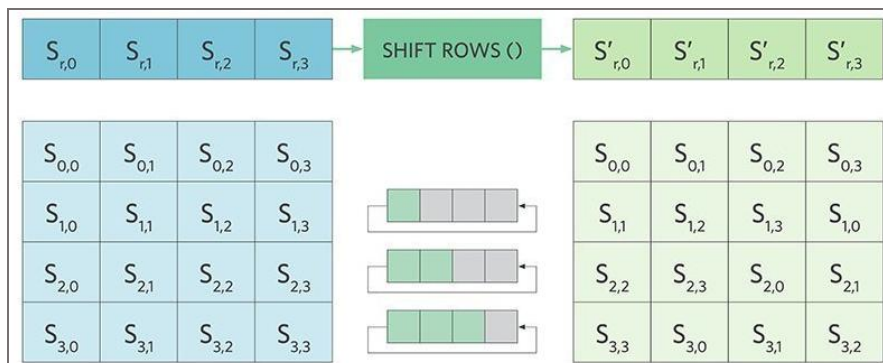 S r,0 S r,1 S r,2 S r,3 SHIFT ROWS () S' r,0 S' r,1 S' r,2 S' r,3
S 0,0 S 0,1 S 0,2 S 0,3 S 0,0 S 0,1 S 0,2 S 0,3
S 1,0 S 1,1 S 1,2 S 1,3 S 1,1 S 1,2 S 1,3 S 1,0
S 2,0 S 2,1 S 2,2 S 2,3 S 2,2 S 2,3 S 2,0 S 2,1
S 3,0 S 3,1 S 3,2 S 3,3 S 3,3 S 3,0 S 3,1 S 3,2